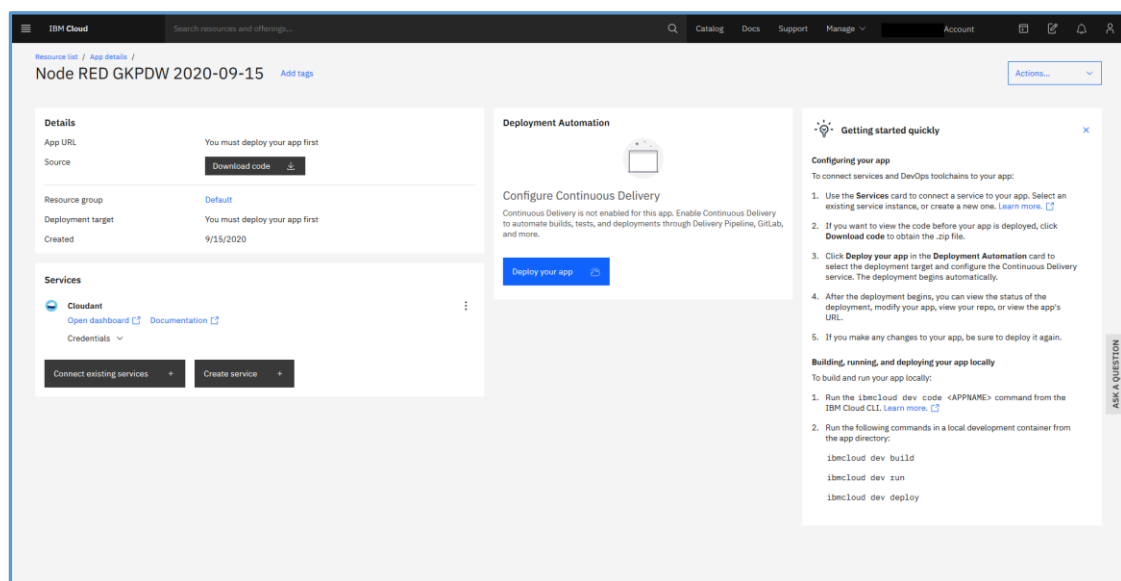 IBM Cloud
Search resources and offerings...
Catalog
Docs
Support
Manage
Account
Resource list / App details /
Node RED GKPDW 2020-09-15
Add tags
Actions...
Details
App URL
You must deploy your app first
Source
Download code
Resource group
Default
Deployment target
You must deploy your app first
Created
9/15/2020
Services
Cloudant
Open dashboard
Documentation
Credentials
Connect existing services +
Create service +
Deployment Automation
Configure Continuous Delivery
Continuous Delivery is not enabled for this app. Enable Continuous Delivery
to automate builds, tests, and deployments through Delivery Pipeline, GitLab,
and more.
Deploy your app
Getting started quickly
Configuring your app
To connect services and DevOps toolchains to your app:
1. Use the Services card to connect a service to your app. Select an
existing service instance, or create a new one. Learn more.
2. If you want to view the code before your app is deployed, click
Download code to obtain the .zip file.
3. Click Deploy your app in the Deployment Automation card to
select the deployment target and configure the Continuous Delivery
service. The deployment begins automatically.
4. After the deployment begins, you can view the status of the
deployment, modify your app, view your repo, or view the app's
URL.
5. If you make any changes to your app, be sure to deploy it again.
Building, running, and deploying your app locally
To build and run your app locally:
1. Run the ibmcloud dev code <APPNAME> command from the
IBM Cloud CLI. Learn more.
2. Run the following commands in a local development container from
the app directory:
ibmcloud dev build
ibmcloud dev run
ibmcloud dev deploy
ASK A QUESTION